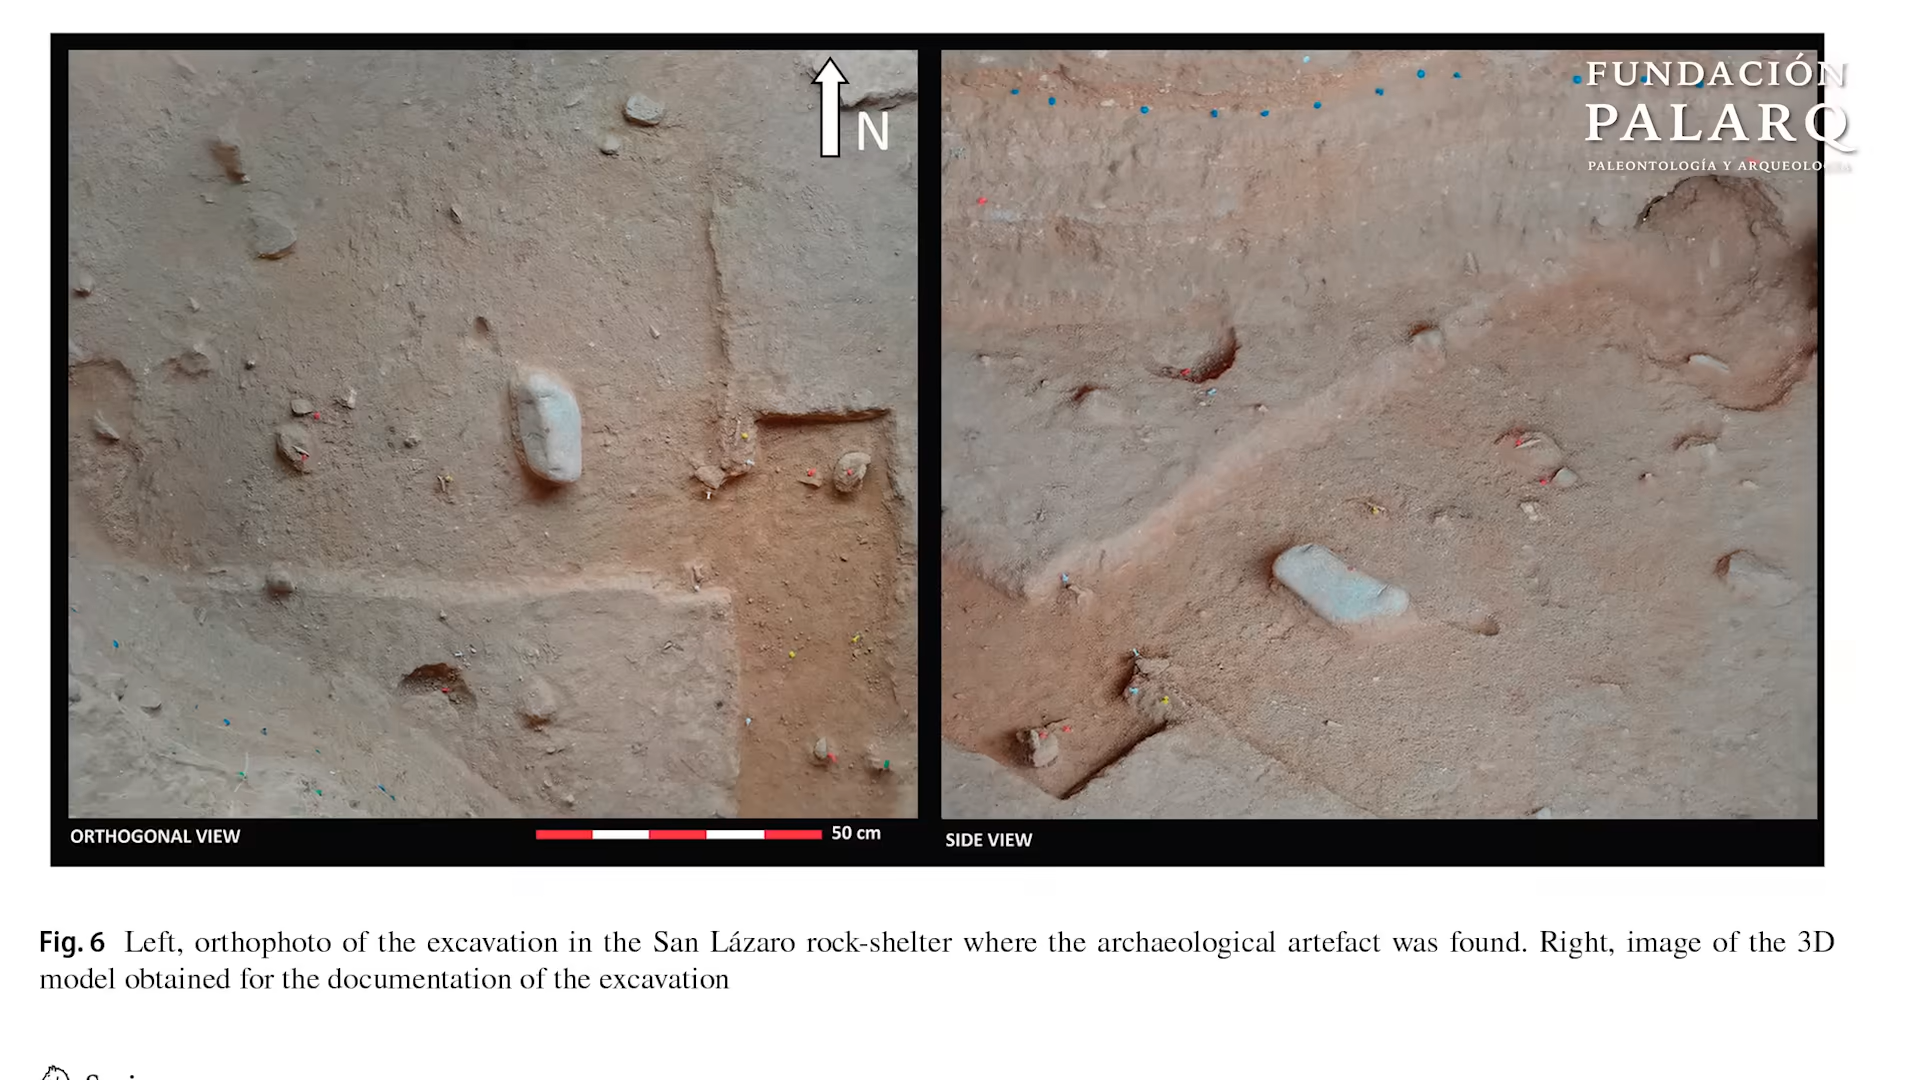 N
FUNDACIÓN
PALARQ
PALEONTOLOGÍA Y ARQUEOLOGÍA
ORTHOGONAL VIEW
50 cm
SIDE VIEW
Fig. 6 Left, orthophoto of the excavation in the San Lázaro rock-shelter where the archaeological artefact was found. Right, image of the 3D
model obtained for the documentation of the excavation